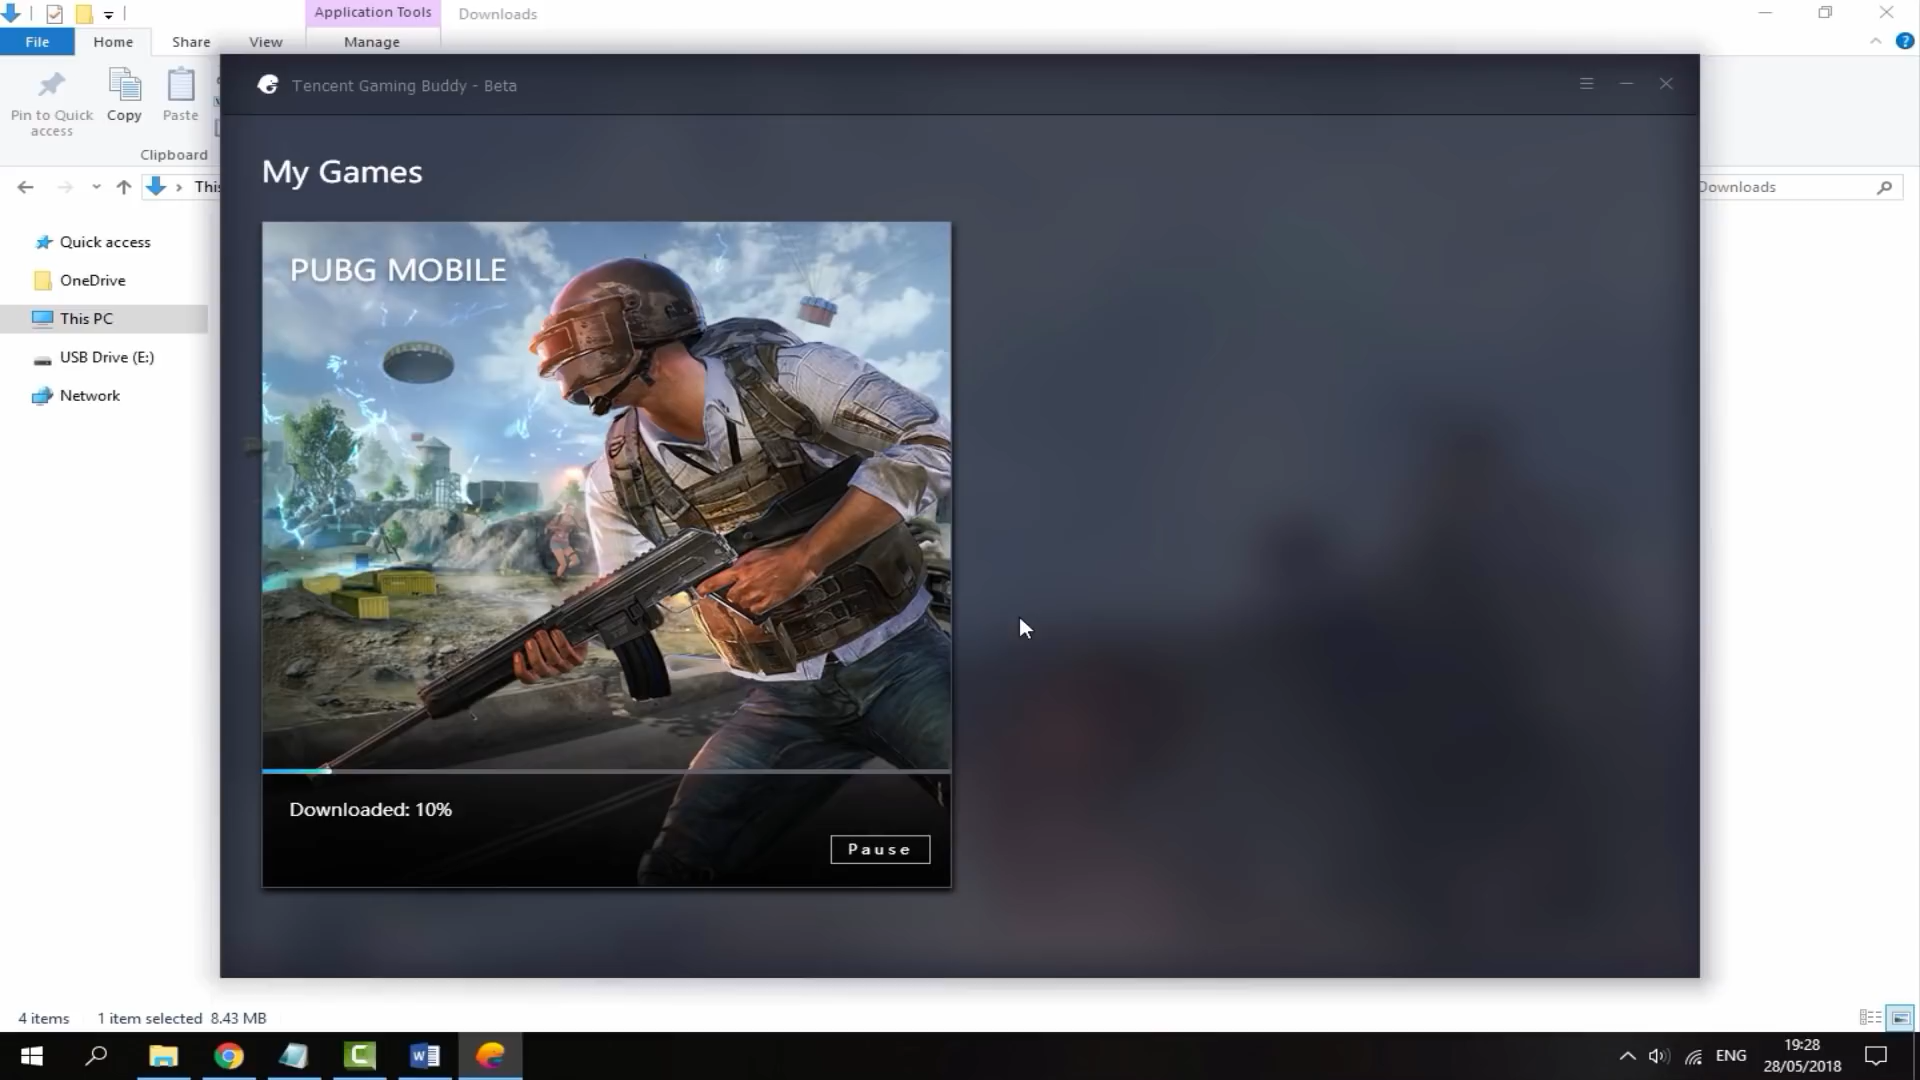 Application Tools
Downloads
File
Home
Share
View
Manage
Pin to Quick access
Copy
Paste
Clipboard
Tencent Gaming Buddy - Beta
This
Downloads
My Games
Quick access
OneDrive
This PC
USB Drive (E:)
Network
PUBG MOBILE
Downloaded: 10%
Pause
4 items
1 item selected 8.43 MB
ENG
19:28
28/05/2018